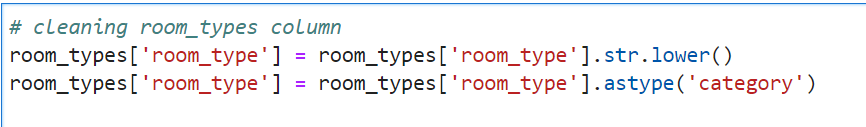 # cleaning room_types column
room_types['room_type'] = room_types['room_type'].str.lower()
room_types['room_type'] = room_types['room_type'].astype('category')